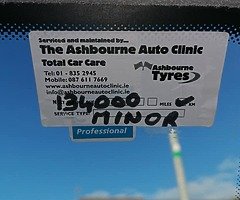 Serviced and maintained by....
The Ashbourne Auto Clinic
Total Car Care
Tel: 01 - 835 2945
Mobile: 087 611 7669
www.ashbourneautoclinic.ie
info@ashbourneautoclinic.ie
Ashbourne
Tyres
134000
MILES
KM
SERVICE TYPE
MINOR
Professional